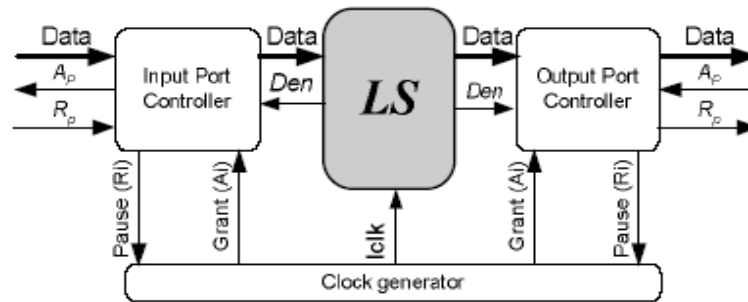 Data Data Data Data
Ap Den Den Ap
Rp Rp
Input Port
Controller
LS
Output Port
Controller
Pause (Ri)
Grant (Ai)
lclk
Grant (Ai)
Pause (Ri)
Clock generator